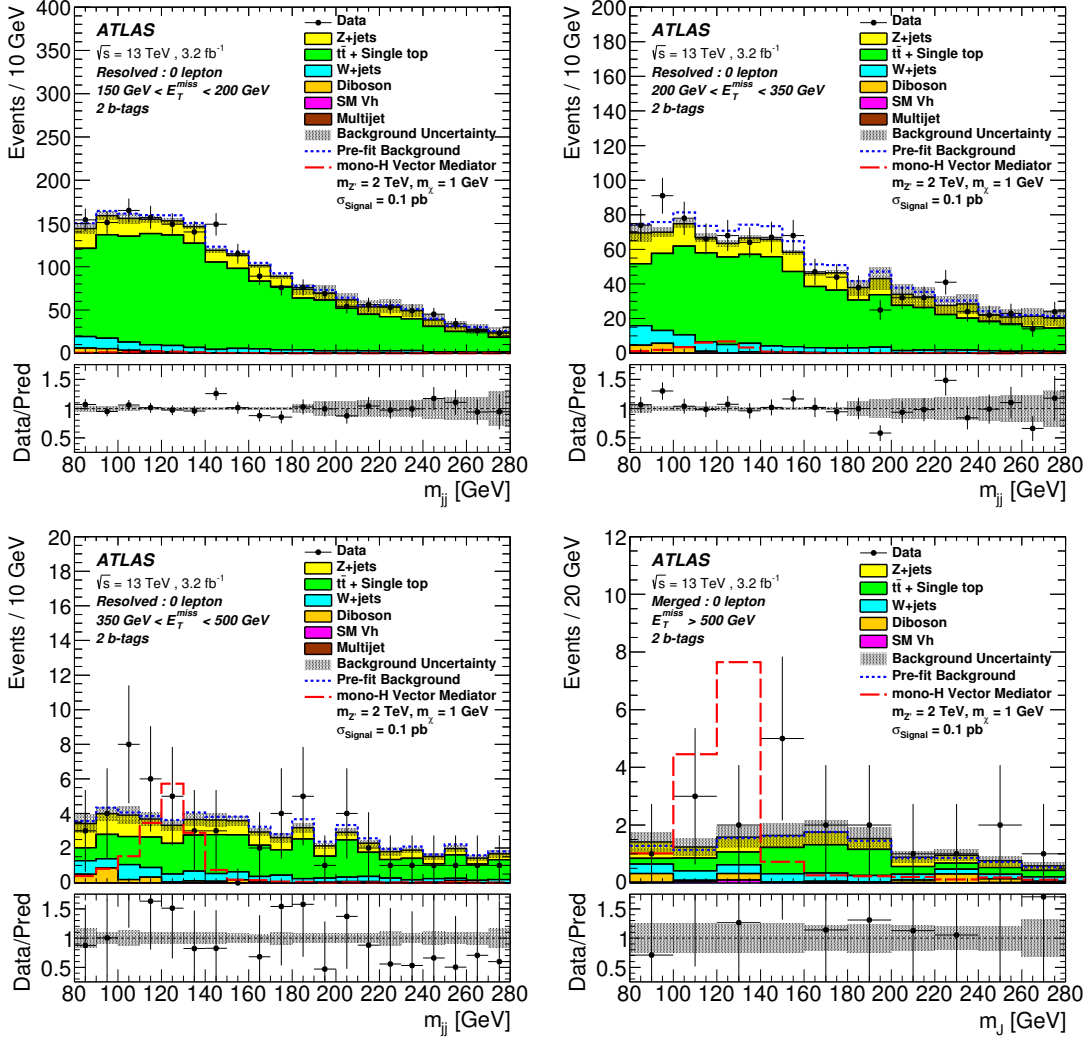 400
350
300
250
200
150
100
50
0
Events / 10 GeV
ATLAS
√s = 13 TeV , 3.2 fb⁻¹
Resolved : 0 lepton
150 GeV < E_T^miss < 200 GeV
2 b-tags
Data
Z+jets
tt̄ + Single top
W+jets
Diboson
SM Vh
Multijet
Background Uncertainty
Pre-fit Background
mono-H Vector Mediator
m_Z' = 2 TeV, m_χ = 1 GeV
σ_Signal = 0.1 pb
1.5
1
0.5
Data/Pred
80 100 120 140 160 180 200 220 240 260 280
m_jj [GeV]
200
180
160
140
120
100
80
60
40
20
0
Events / 10 GeV
ATLAS
√s = 13 TeV , 3.2 fb⁻¹
Resolved : 0 lepton
200 GeV < E_T^miss < 350 GeV
2 b-tags
Data
Z+jets
tt̄ + Single top
W+jets
Diboson
SM Vh
Multijet
Background Uncertainty
Pre-fit Background
mono-H Vector Mediator
m_Z' = 2 TeV, m_χ = 1 GeV
σ_Signal = 0.1 pb
1.5
1
0.5
Data/Pred
80 100 120 140 160 180 200 220 240 260 280
m_jj [GeV]
20
18
16
14
12
10
8
6
4
2
0
Events / 10 GeV
ATLAS
√s = 13 TeV , 3.2 fb⁻¹
Resolved : 0 lepton
350 GeV < E_T^miss < 500 GeV
2 b-tags
Data
Z+jets
tt̄ + Single top
W+jets
Diboson
SM Vh
Multijet
Background Uncertainty
Pre-fit Background
mono-H Vector Mediator
m_Z' = 2 TeV, m_χ = 1 GeV
σ_Signal = 0.1 pb
1.5
1
0.5
Data/Pred
80 100 120 140 160 180 200 220 240 260 280
m_jj [GeV]
12
10
8
6
4
2
0
Events / 20 GeV
ATLAS
√s = 13 TeV , 3.2 fb⁻¹
Merged : 0 lepton
E_T^miss > 500 GeV
2 b-tags
Data
Z+jets
tt̄ + Single top
W+jets
Diboson
SM Vh
Background Uncertainty
Pre-fit Background
mono-H Vector Mediator
m_Z' = 2 TeV, m_χ = 1 GeV
σ_Signal = 0.1 pb
1.5
1
0.5
Data/Pred
80 100 120 140 160 180 200 220 240 260 280
m_J [GeV]